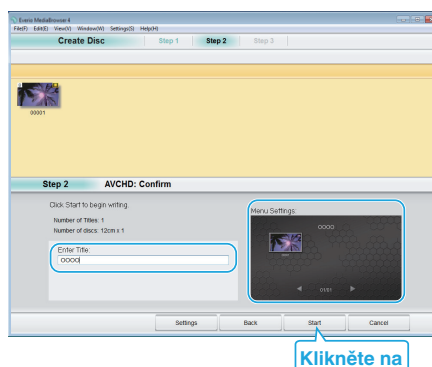 Everio MediaBrowser 4
File(F) Edit(E) View(V) Window(W) Settings(S) Help(H)
Create Disc Step 1 Step 2 Step 3
00001
Step 2 AVCHD: Confirm
Click Start to begin writing.
Number of Titles: 1
Number of discs: 12cm x 1
Enter Title:
oooo
Menu Settings:
oooo
01/01
Settings Back Start Cancel
Klikněte na